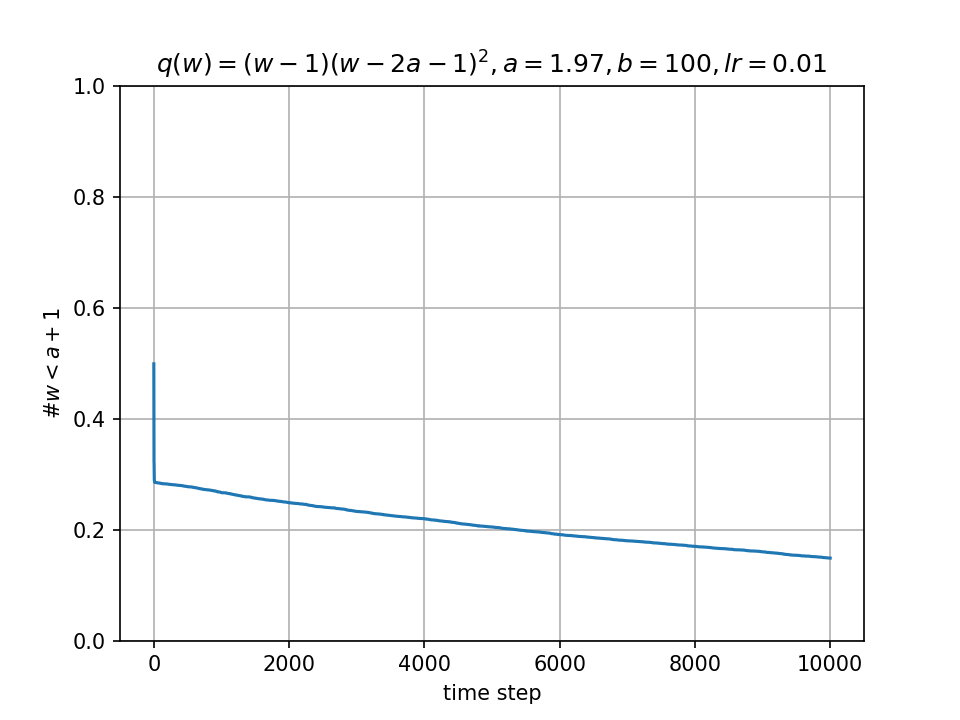 q(w) = (w − 1)(w − 2a − 1)², a = 1.97, b = 100, lr = 0.01
1.0
0.8
0.6
0.4
0.2
0.0
#w < a + 1
0 2000 4000 6000 8000 10000
time step